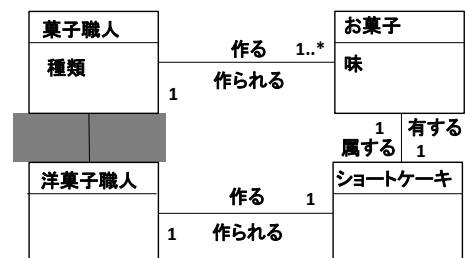 菓子職人
種類
作る 1..*
1 作られる
お菓子
味
1 有する
属する 1
洋菓子職人
作る 1
1 作られる
ショートケーキ